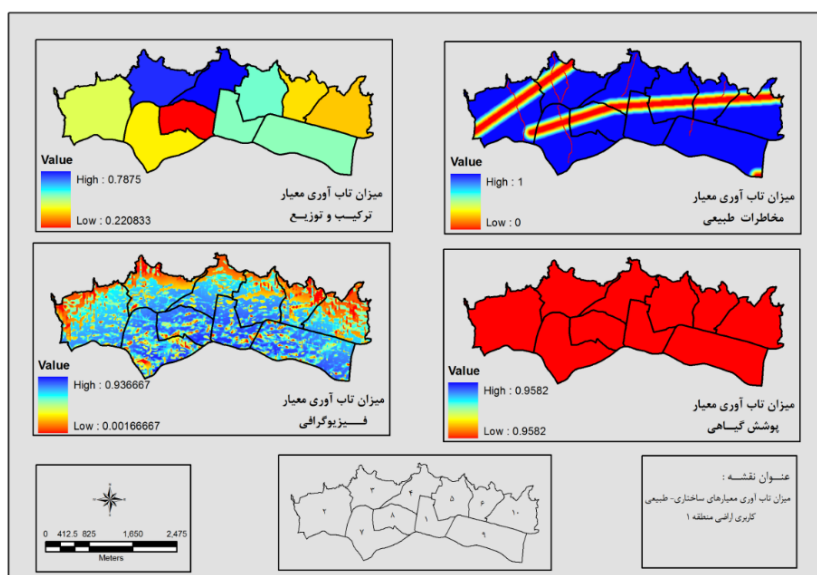 Value
High : 0.7875
Low : 0.220833
میزان تاب آوری معیار
ترکیب و توزیع
Value
High : 1
Low : 0
میزان تاب آوری معیار
مخاطرات طبیعی
Value
High : 0.936667
Low : 0.00166667
میزان تاب آوری معیار
فیزیوگرافی
Value
High : 0.9582
Low : 0.9582
میزان تاب آوری معیار
پوشش گیاهی
0 412.5 825 1,650 2,475
Meters
۲
۳
۴
۵
۶
۱۰
۷
۸
۱
۹
عنوان نقشه :
میزان تاب آوری معیارهای ساختاری- طبیعی
کاربری اراضی منطقه ۱